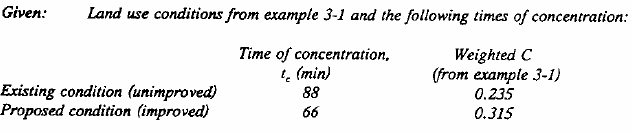 Given: Land use conditions from example 3-1 and the following times of concentration:
Time of concentration, Weighted C
tc (min) (from example 3-1)
Existing condition (unimproved) 88 0.235
Proposed condition (improved) 66 0.315